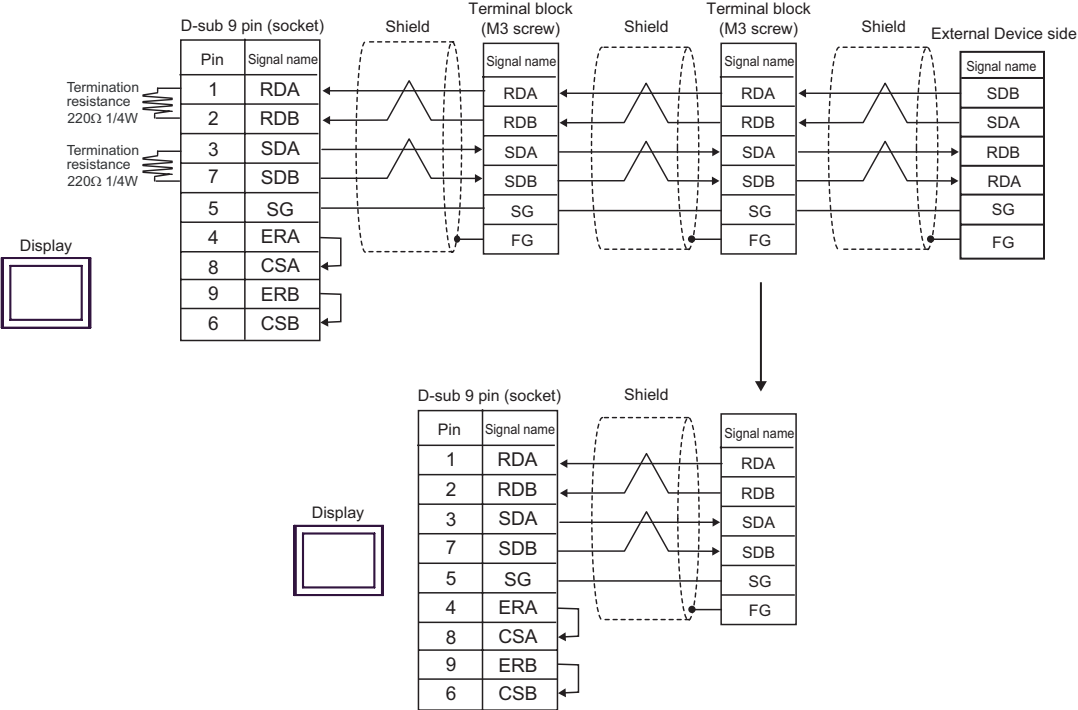 D-sub 9 pin (socket)
Shield
Terminal block
(M3 screw)
Shield
Terminal block
(M3 screw)
Shield
External Device side
Pin
Signal name
Signal name
Signal name
Signal name
Termination
resistance
220Ω 1/4W
1
RDA
RDA
RDA
SDB
2
RDB
RDB
RDB
SDA
Termination
resistance
220Ω 1/4W
3
SDA
SDA
SDA
RDB
7
SDB
SDB
SDB
RDA
5
SG
SG
SG
SG
4
ERA
FG
FG
FG
8
CSA
9
ERB
6
CSB
Display
D-sub 9 pin (socket)
Shield
Pin
Signal name
Signal name
1
RDA
RDA
2
RDB
RDB
3
SDA
SDA
7
SDB
SDB
5
SG
SG
4
ERA
FG
8
CSA
9
ERB
6
CSB
Display